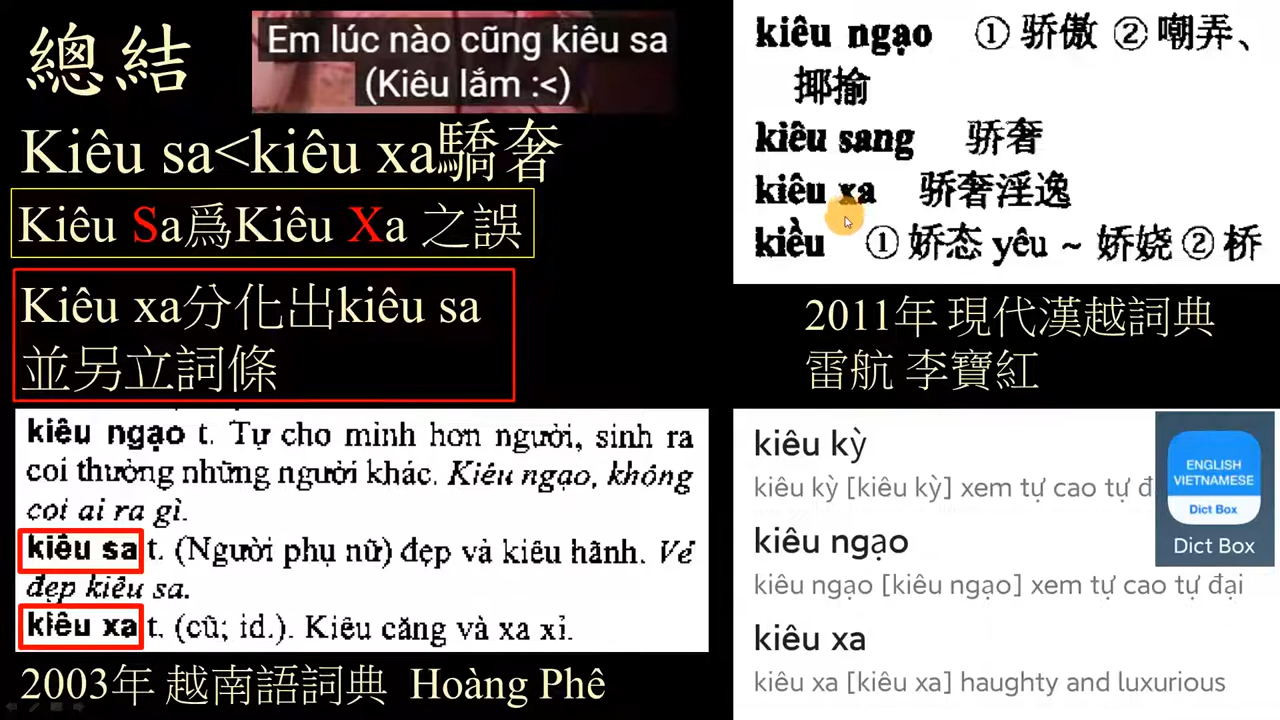 總結
Em lúc nào cũng kiêu sa
(Kiêu lắm :<)
Kiêu sa<kiêu xa驕奢
Kiêu Sa爲Kiêu Xa 之誤
Kiêu xa分化出kiêu sa
並另立詞條
kiêu ngạo t. Tự cho mình hơn người, sinh ra
coi thường những người khác. Kiêu ngạo, không
coi ai ra gì.
kiêu sa t. (Người phụ nữ) đẹp và kiêu hãnh. Vẻ
đẹp kiêu sa.
kiêu xa t. (cũ; id.). Kiêu căng và xa xỉ.
2003年 越南語詞典 Hoàng Phê
kiêu ngạo ① 骄傲 ② 嘲弄、
揶揄
kiêu sang 骄奢
kiêu xa 骄奢淫逸
kiều ① 娇态 yêu ~ 娇娆 ② 桥
2011年 現代漢越詞典
雷航 李寶紅
kiêu kỳ
kiêu kỳ [kiêu kỳ] xem tự cao tự đ
kiêu ngạo
kiêu ngạo [kiêu ngạo] xem tự cao tự đại
kiêu xa
kiêu xa [kiêu xa] haughty and luxurious
ENGLISH
VIETNAMESE
Dict Box
Dict Box